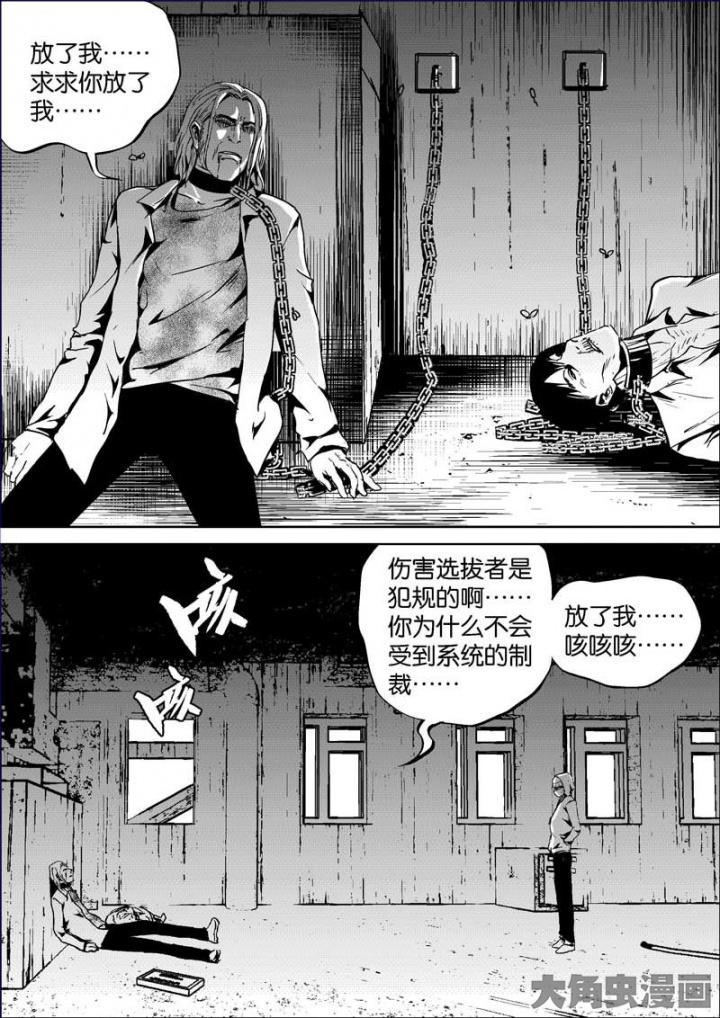 放了我……
求求你放了
我……
咳
咳
伤害选拔者是
犯规的啊……
你为什么不会
受到系统的制
裁……
放了我……
咳咳咳……
大角虫漫画